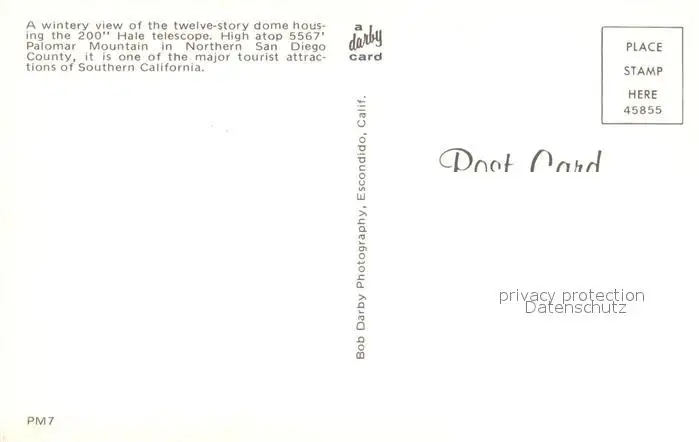 A wintery view of the twelve-story dome hous-
ing the 200" Hale telescope. High atop 5567'
Palomar Mountain in Northern San Diego
County, it is one of the major tourist attrac-
tions of Southern California.
a
darby
card
PLACE
STAMP
HERE
45855
Post Card
Bob Darby Photography, Escondido, Calif.
privacy protection
Datenschutz
PM7